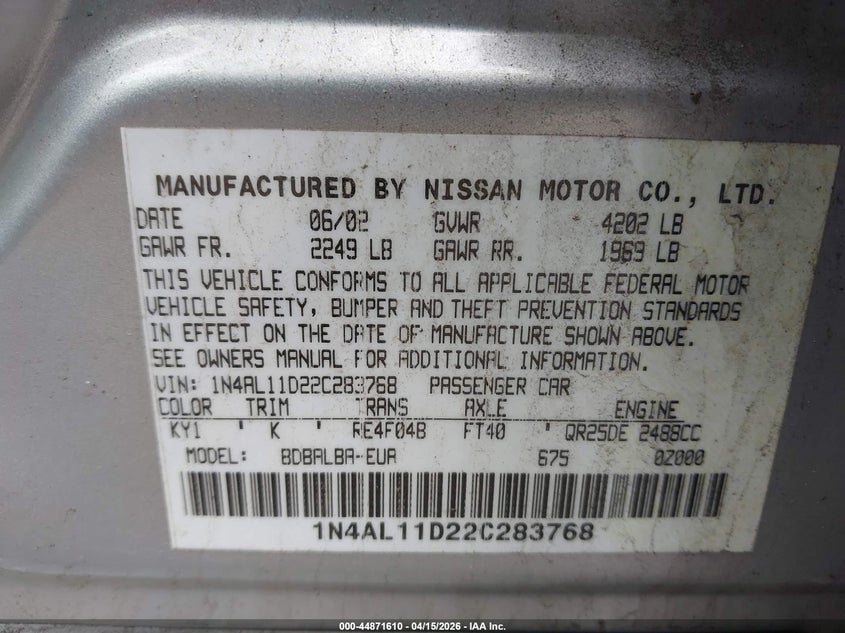 MANUFACTURED BY NISSAN MOTOR CO., LTD.
DATE 06/02 GVWR 4202 LB
GAWR FR. 2249 LB GAWR RR. 1969 LB
THIS VEHICLE CONFORMS TO ALL APPLICABLE FEDERAL MOTOR
VEHICLE SAFETY, BUMPER AND THEFT PREVENTION STANDARDS
IN EFFECT ON THE DATE OF MANUFACTURE SHOWN ABOVE.
SEE OWNERS MANUAL FOR ADDITIONAL INFORMATION.
VIN: 1N4AL11D22C283768 PASSENGER CAR
COLOR TRIM TRANS AXLE ENGINE
KY1 ' K ' RE4F04B FT40 ' QR25DE 2488CC
MODEL: BDBALBA-EUA 675 0Z000
1N4AL11D22C283768
000-44871610 - 04/15/2026 - IAA Inc.